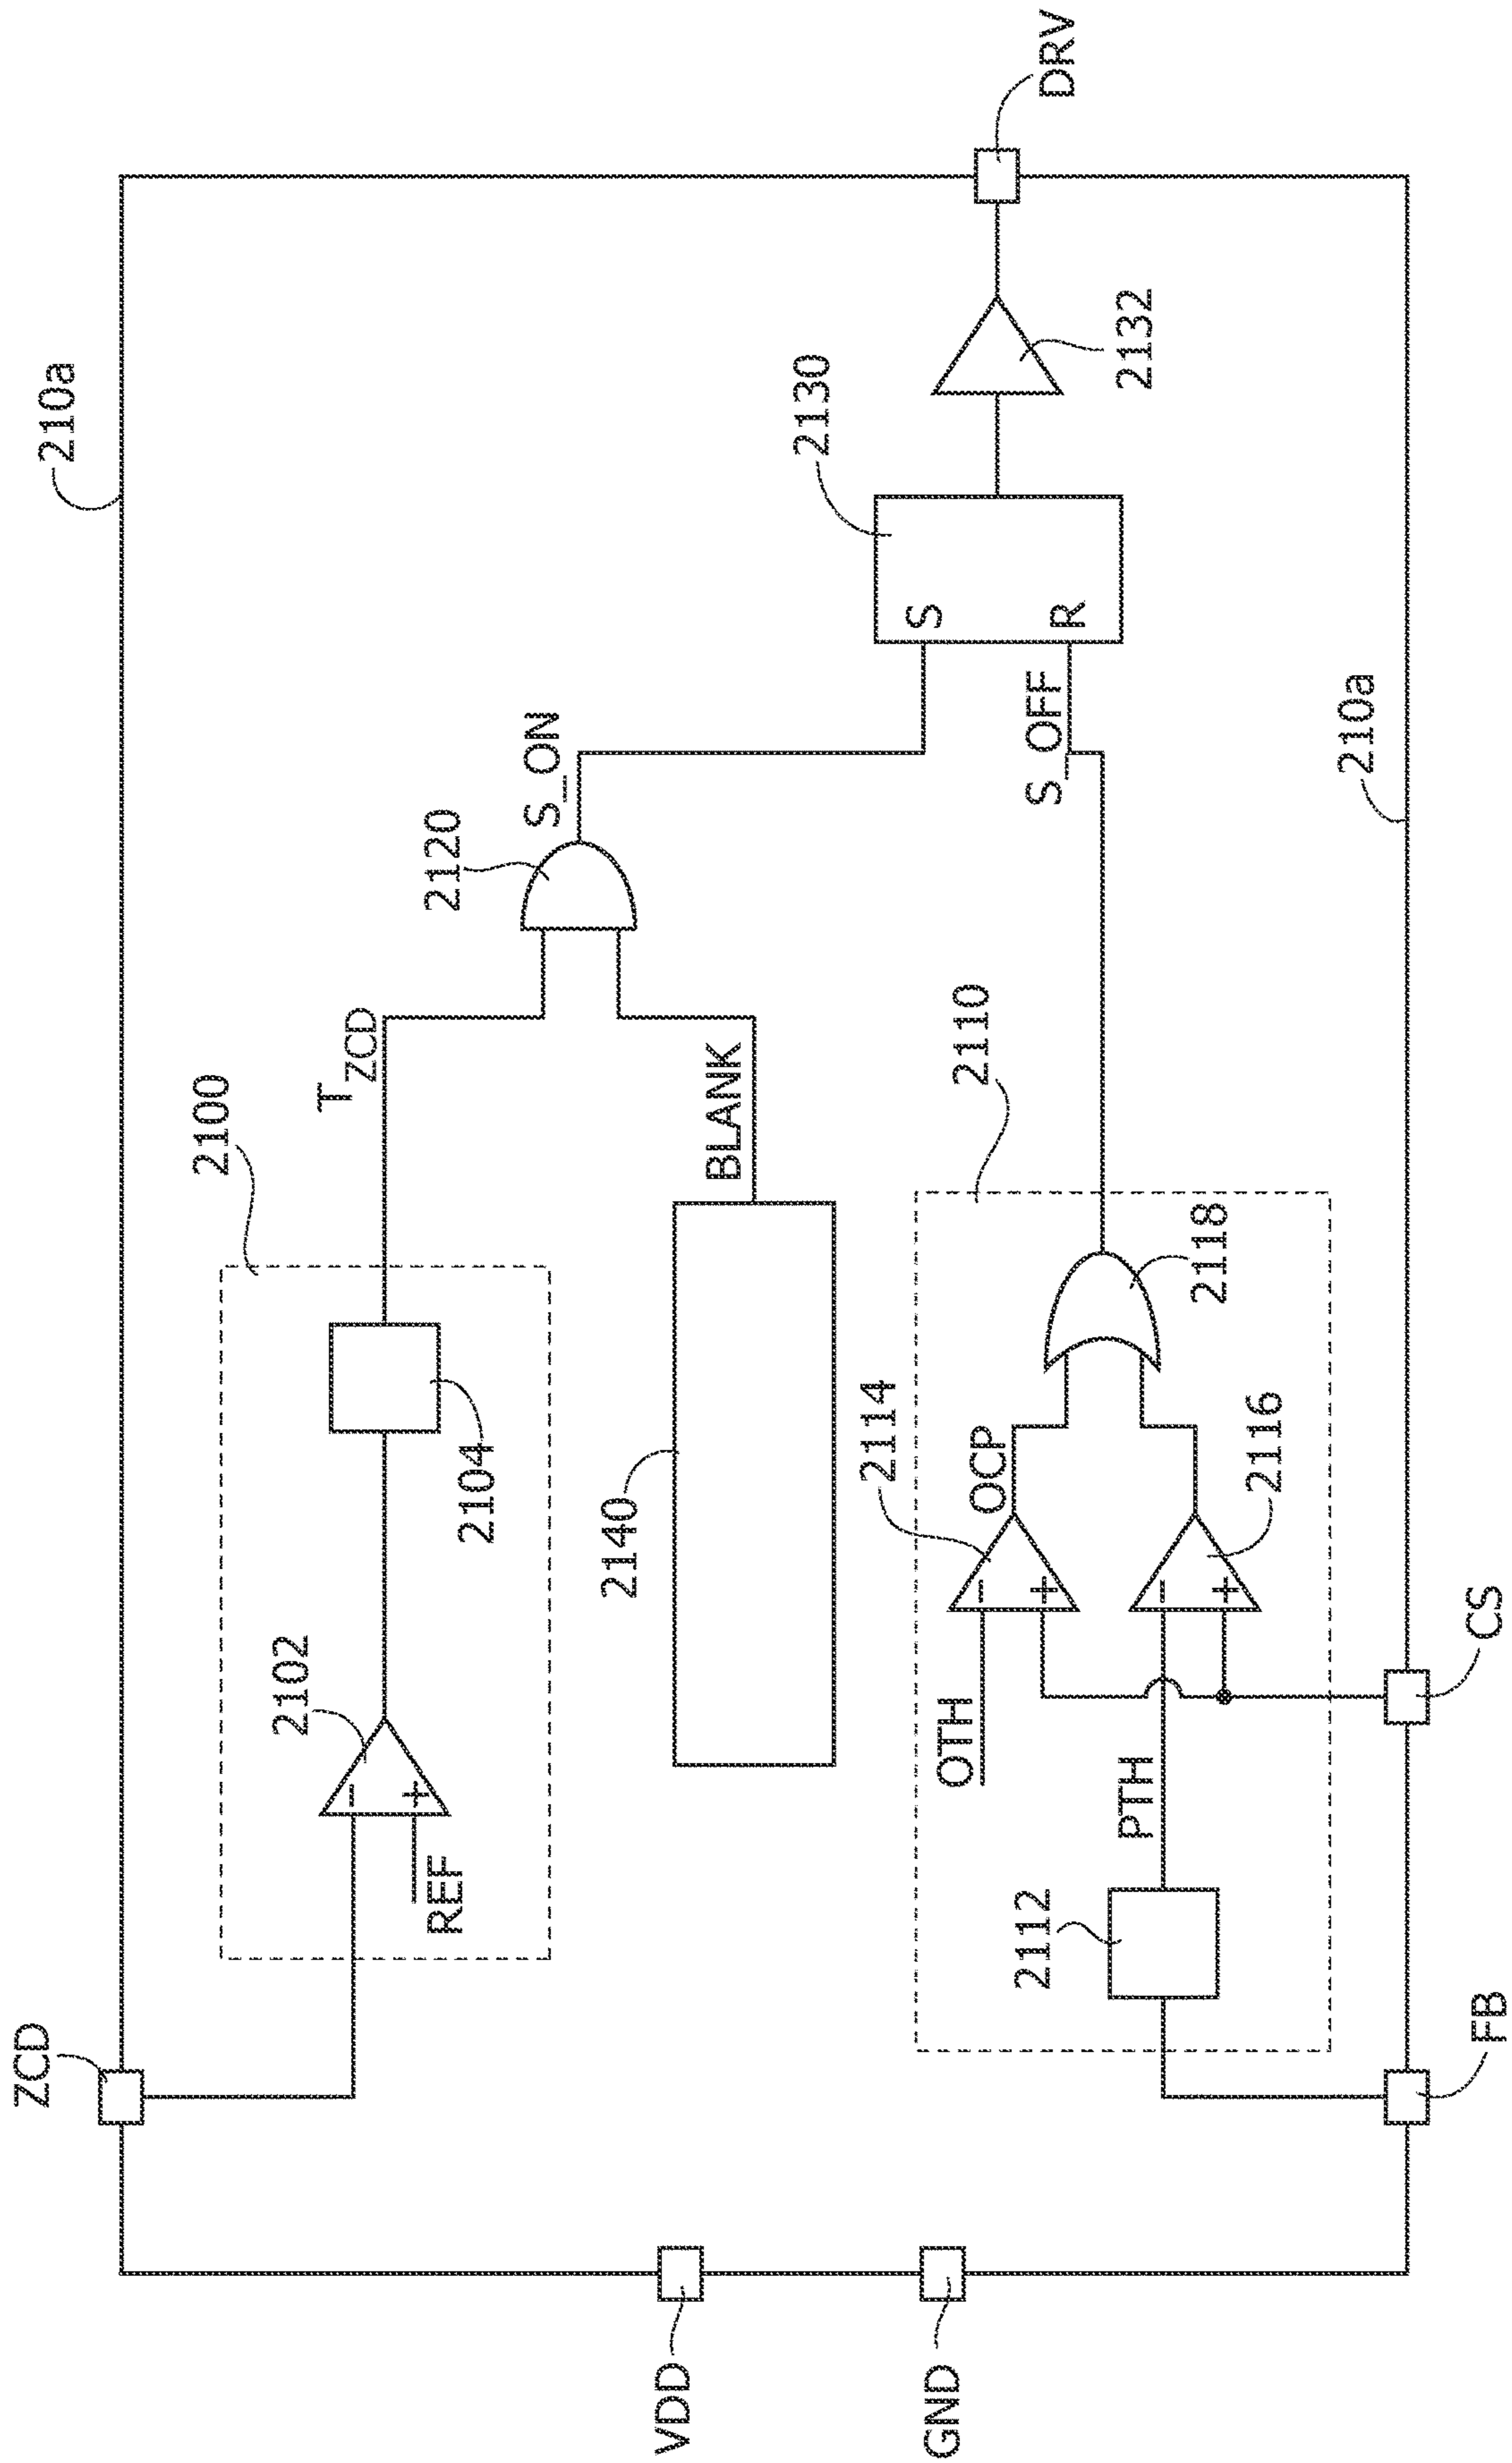 210a
ZCD
2100
2102
REF
2104
T
ZCD
2120
S_ON
2140
BLANK
2130
S
R
S_OFF
2132
DRV
VDD
GND
2110
2114
OCP
OTH
2118
PTH
2112
2116
210a
FB
CS